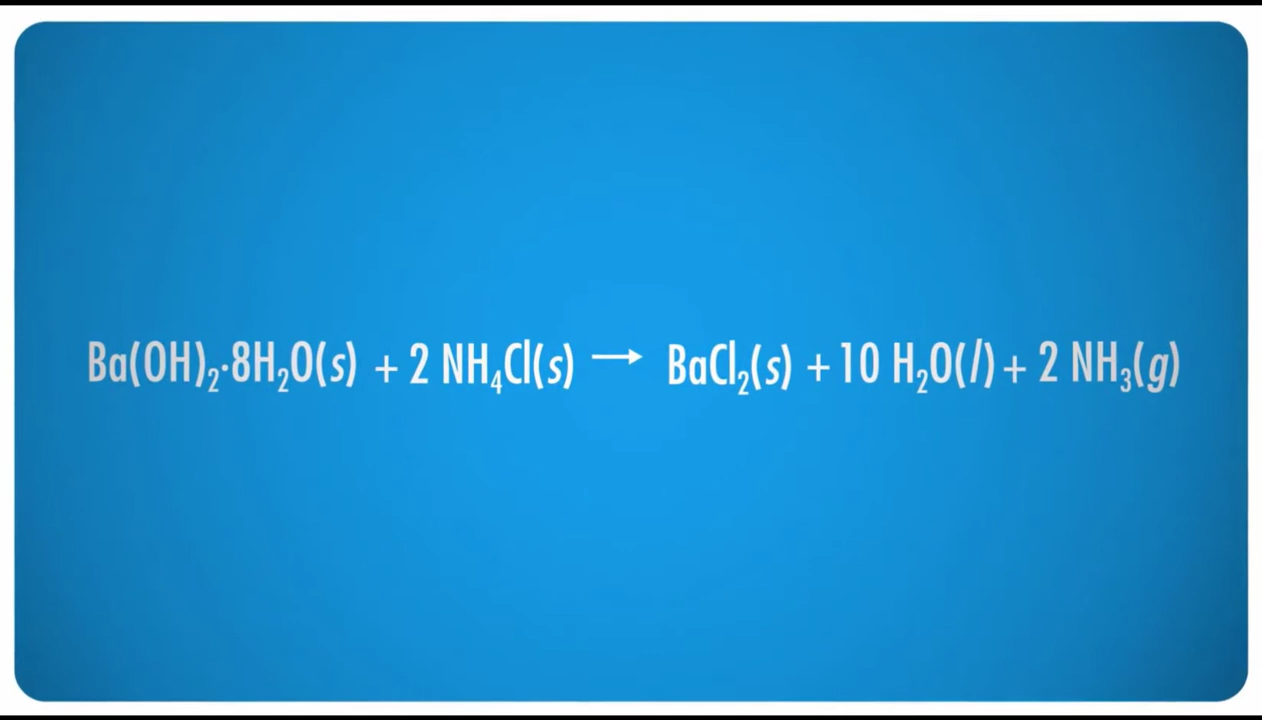 Ba(OH)₂·8H₂O(s) + 2 NH₄Cl(s) → BaCl₂(s) + 10 H₂O(l) + 2 NH₃(g)